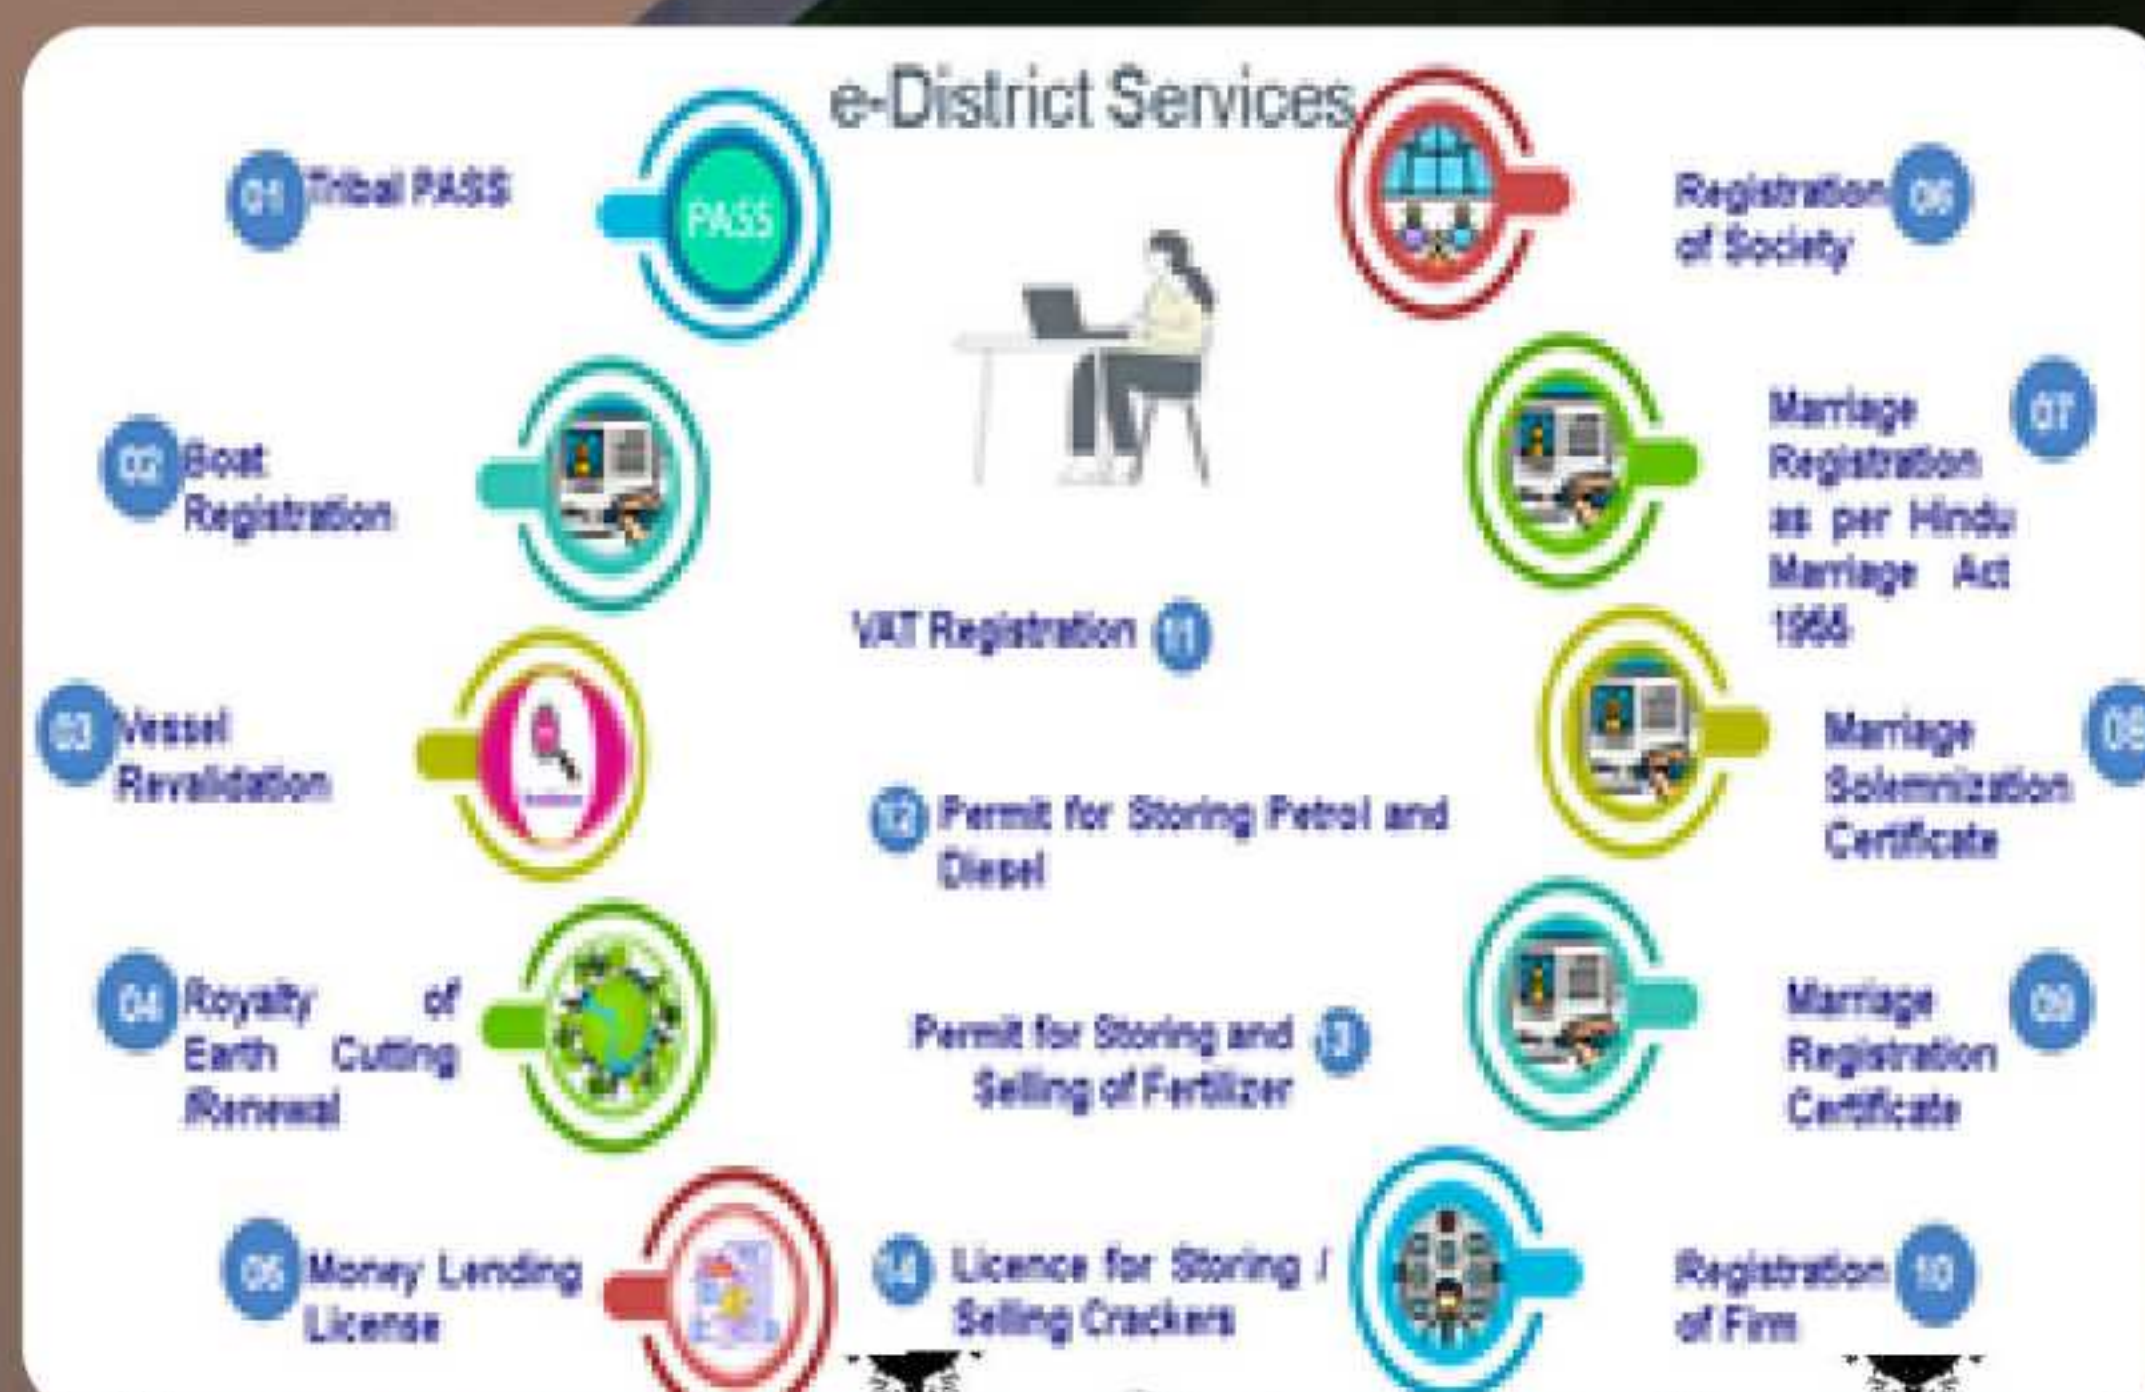 e-District Services
01 Tribal PASS
PASS
02 Boat
Registration
03 Vessel
Revalidation
04 Royalty of
Earth Cutting
/Renewal
05 Money Lending
License
Registration 06
of Society
Marriage 07
Registration
as per Hindu
Marriage Act
1955
Marriage 08
Solemnization
Certificate
Marriage 09
Registration
Certificate
Registration 10
of Firm
VAT Registration 11
12 Permit for Storing Petrol and
Diesel
Permit for Storing and 13
Selling of Fertilizer
14 Licence for Storing /
Selling Crackers